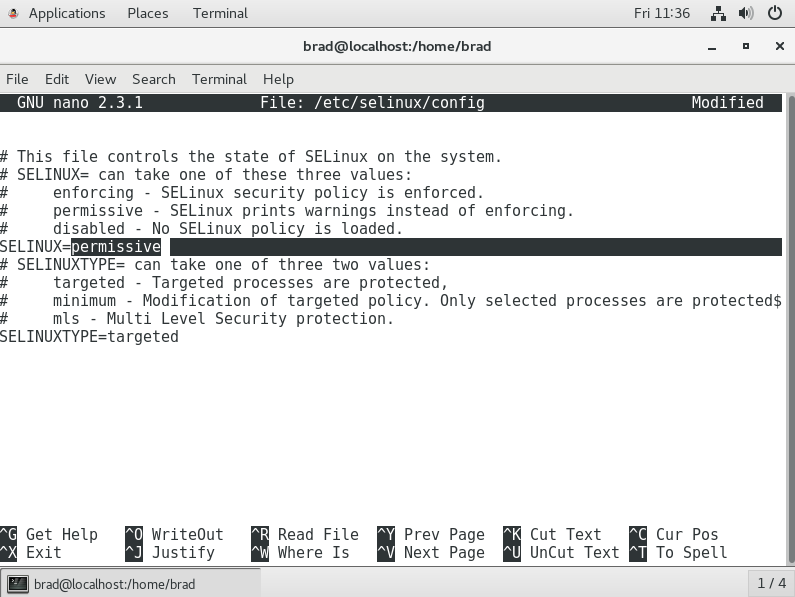 Applications Places Terminal Fri 11:36
brad@localhost:/home/brad
File Edit View Search Terminal Help
GNU nano 2.3.1 File: /etc/selinux/config Modified
# This file controls the state of SELinux on the system.
# SELINUX= can take one of these three values:
#     enforcing - SELinux security policy is enforced.
#     permissive - SELinux prints warnings instead of enforcing.
#     disabled - No SELinux policy is loaded.
SELINUX=permissive
# SELINUXTYPE= can take one of three two values:
#     targeted - Targeted processes are protected,
#     minimum - Modification of targeted policy. Only selected processes are protected$
#     mls - Multi Level Security protection.
SELINUXTYPE=targeted
^G Get Help ^O WriteOut ^R Read File ^Y Prev Page ^K Cut Text ^C Cur Pos
^X Exit ^J Justify ^W Where Is ^V Next Page ^U UnCut Text ^T To Spell
brad@localhost:/home/brad 1 / 4